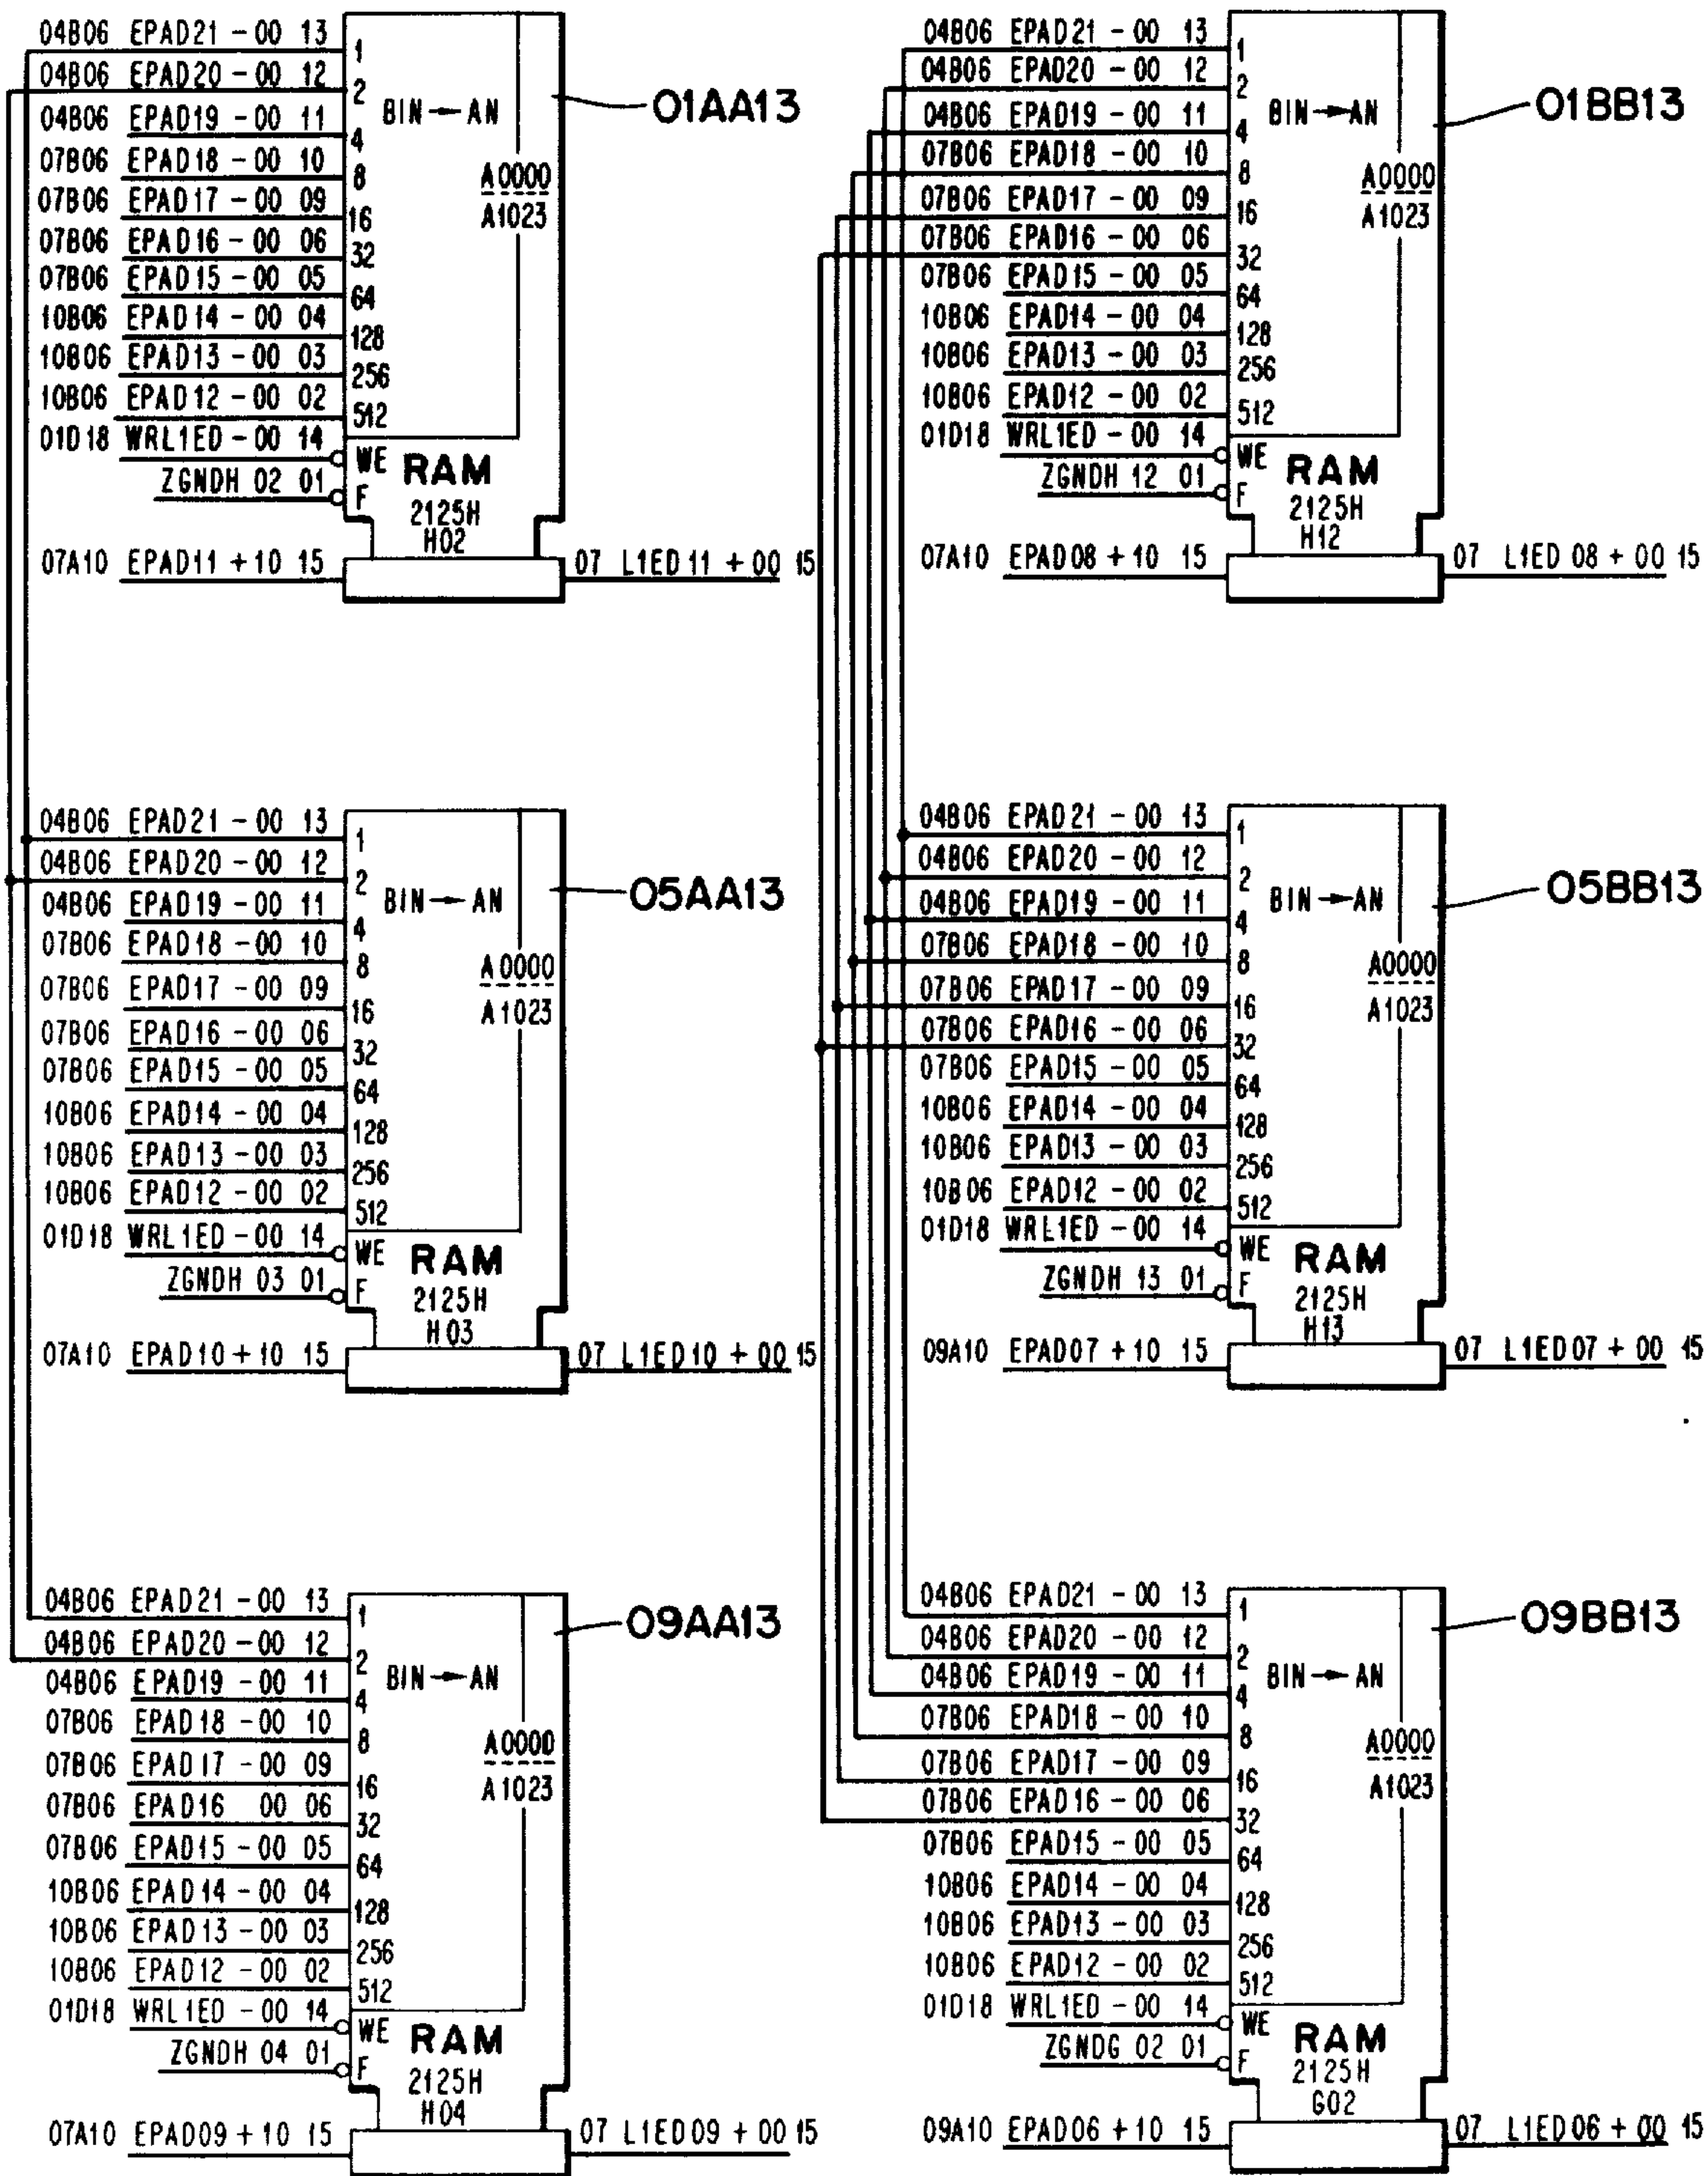 04B06 EPAD21 - 00 13 1
04B06 EPAD20 - 00 12 2
04B06 EPAD19 - 00 11 4
07B06 EPAD18 - 00 10 8
07B06 EPAD17 - 00 09 16
07B06 EPAD16 - 00 06 32
07B06 EPAD15 - 00 05 64
10B06 EPAD14 - 00 04 128
10B06 EPAD13 - 00 03 256
10B06 EPAD12 - 00 02 512
01D18 WRL1ED - 00 14 WE
ZGNDH 02 01 F
BIN → AN
A0000
A1023
01AA13
RAM
2125H
H02
07A10 EPAD11 + 10 15
07 L1ED11 + 00 15
04B06 EPAD21 - 00 13 1
04B06 EPAD20 - 00 12 2
04B06 EPAD19 - 00 11 4
07B06 EPAD18 - 00 10 8
07B06 EPAD17 - 00 09 16
07B06 EPAD16 - 00 06 32
07B06 EPAD15 - 00 05 64
10B06 EPAD14 - 00 04 128
10B06 EPAD13 - 00 03 256
10B06 EPAD12 - 00 02 512
01D18 WRL1ED - 00 14 WE
ZGNDH 12 01 F
BIN → AN
A0000
A1023
01BB13
RAM
2125H
H12
07A10 EPAD08 + 10 15
07 L1ED08 + 00 15
04B06 EPAD21 - 00 13 1
04B06 EPAD20 - 00 12 2
04B06 EPAD19 - 00 11 4
07B06 EPAD18 - 00 10 8
07B06 EPAD17 - 00 09 16
07B06 EPAD16 - 00 06 32
07B06 EPAD15 - 00 05 64
10B06 EPAD14 - 00 04 128
10B06 EPAD13 - 00 03 256
10B06 EPAD12 - 00 02 512
01D18 WRL1ED - 00 14 WE
ZGNDH 03 01 F
BIN → AN
A0000
A1023
05AA13
RAM
2125H
H03
07A10 EPAD10 + 10 15
07 L1ED10 + 00 15
04B06 EPAD21 - 00 13 1
04B06 EPAD20 - 00 12 2
04B06 EPAD19 - 00 11 4
07B06 EPAD18 - 00 10 8
07B06 EPAD17 - 00 09 16
07B06 EPAD16 - 00 06 32
07B06 EPAD15 - 00 05 64
10B06 EPAD14 - 00 04 128
10B06 EPAD13 - 00 03 256
10B06 EPAD12 - 00 02 512
01D18 WRL1ED - 00 14 WE
ZGNDH 13 01 F
BIN → AN
A0000
A1023
05BB13
RAM
2125H
H13
09A10 EPAD07 + 10 15
07 L1ED07 + 00 15
04B06 EPAD21 - 00 13 1
04B06 EPAD20 - 00 12 2
04B06 EPAD19 - 00 11 4
07B06 EPAD18 - 00 10 8
07B06 EPAD17 - 00 09 16
07B06 EPAD16 00 06 32
07B06 EPAD15 - 00 05 64
10B06 EPAD14 - 00 04 128
10B06 EPAD13 - 00 03 256
10B06 EPAD12 - 00 02 512
01D18 WRL1ED - 00 14 WE
ZGNDH 04 01 F
BIN → AN
A0000
A1023
09AA13
RAM
2125H
H04
07A10 EPAD09 + 10 15
07 L1ED09 + 00 15
04B06 EPAD21 - 00 13 1
04B06 EPAD20 - 00 12 2
04B06 EPAD19 - 00 11 4
07B06 EPAD18 - 00 10 8
07B06 EPAD17 - 00 09 16
07B06 EPAD16 - 00 06 32
07B06 EPAD15 - 00 05 64
10B06 EPAD14 - 00 04 128
10B06 EPAD13 - 00 03 256
10B06 EPAD12 - 00 02 512
01D18 WRL1ED - 00 14 WE
ZGNDG 02 01 F
BIN → AN
A0000
A1023
09BB13
RAM
2125H
G02
09A10 EPAD06 + 10 15
07 L1ED06 + 00 15